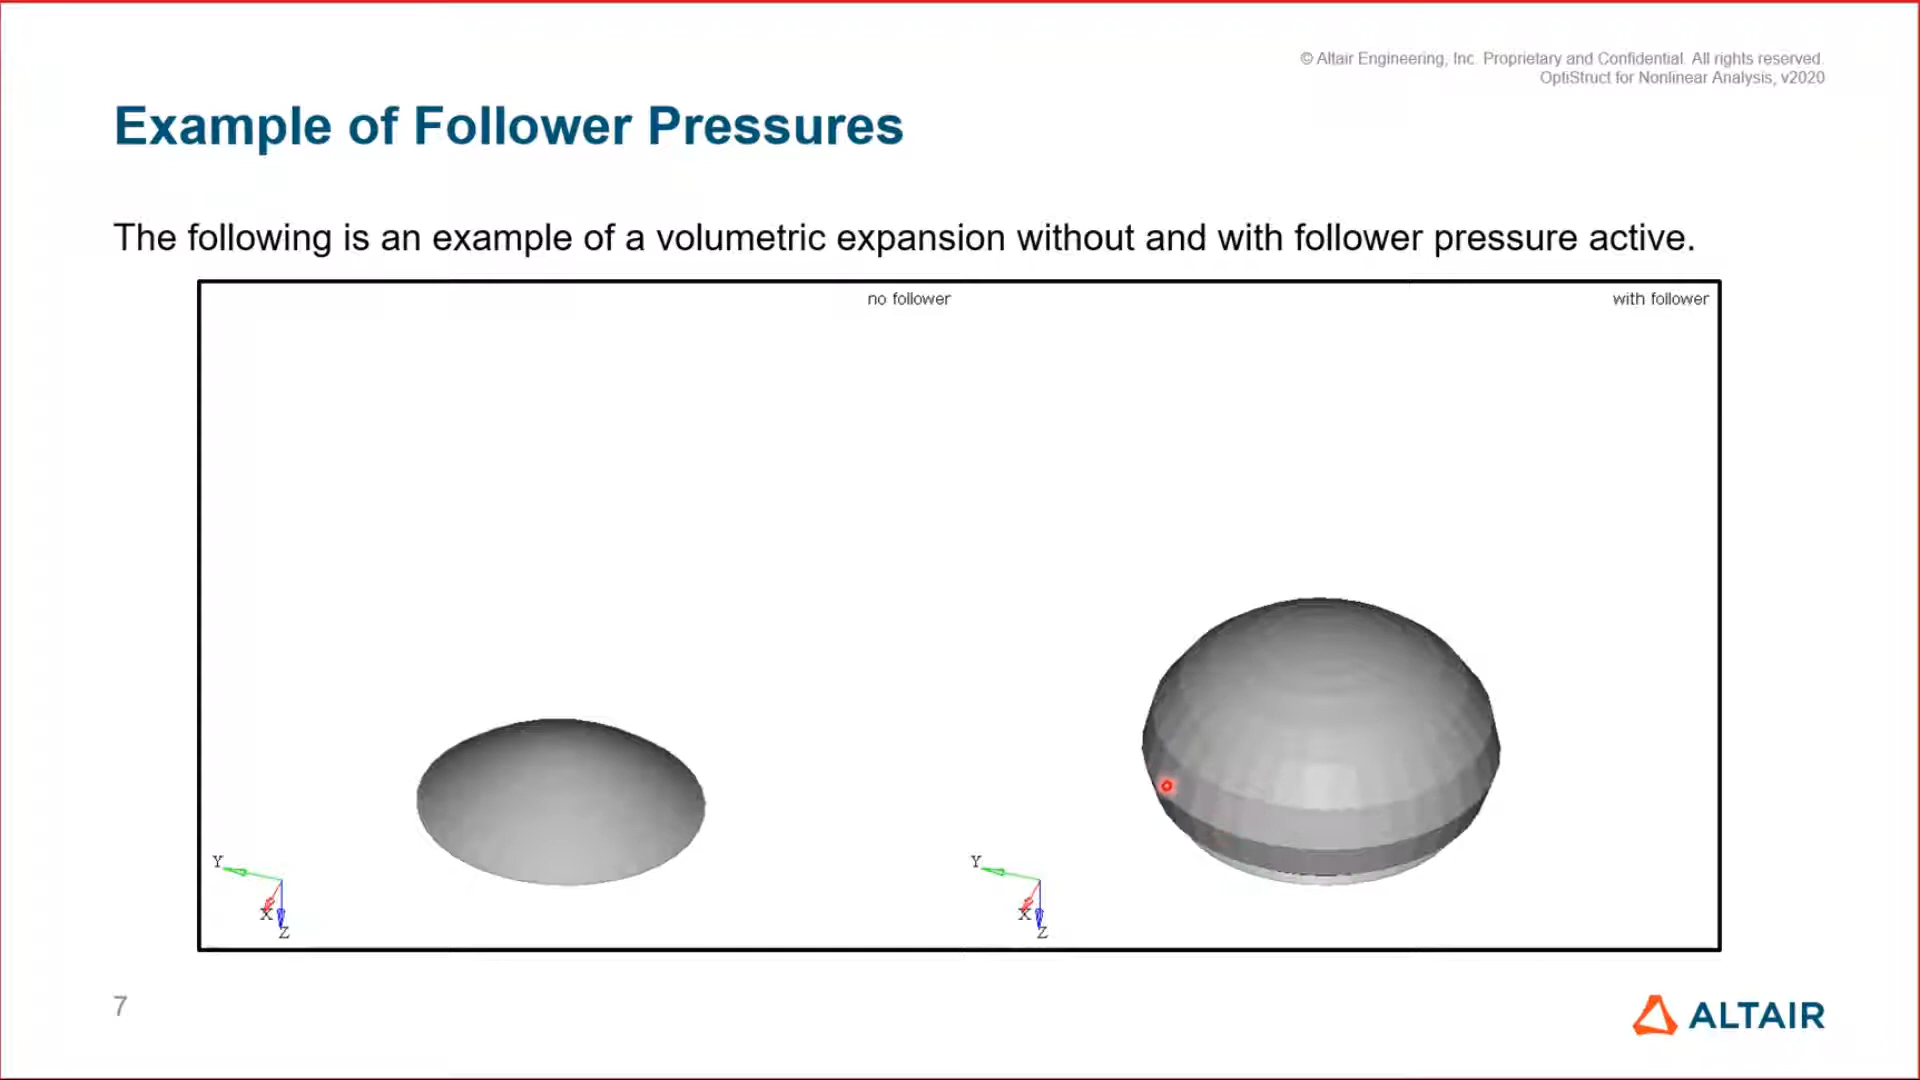 © Altair Engineering, Inc. Proprietary and Confidential. All rights reserved.
OptiStruct for Nonlinear Analysis, v2020
Example of Follower Pressures
The following is an example of a volumetric expansion without and with follower pressure active.
no follower
with follower
Y
X
Z
Y
X
Z
7
ALTAIR